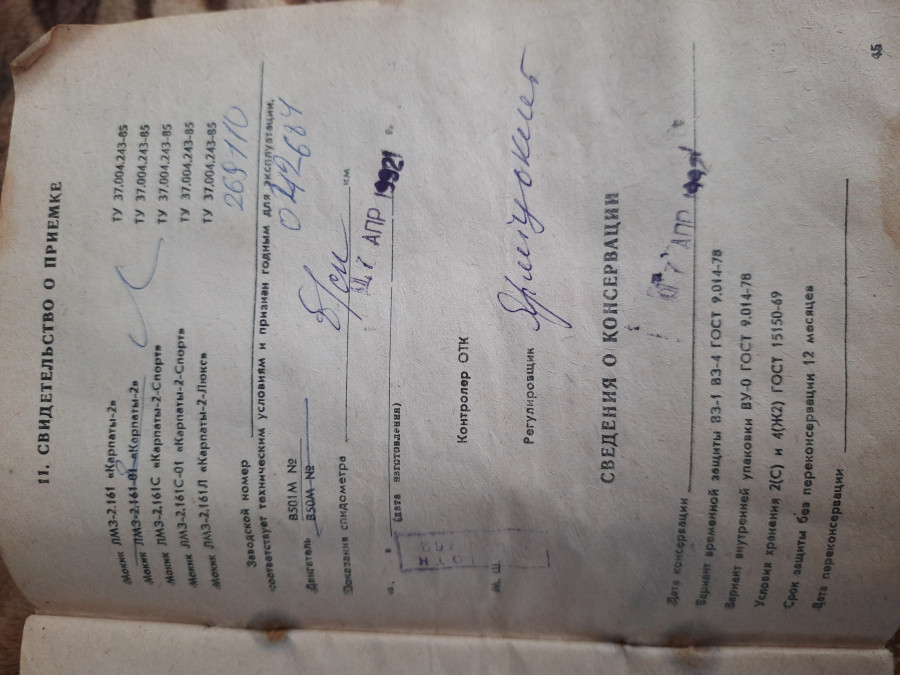 11. СВИДЕТЕЛЬСТВО О ПРИЕМКЕ
Мокик ЛМЗ-2.161 «Карпаты-2» ТУ 37.004.243-85
Мокик ЛМЗ-2.161-01 «Карпаты-2» ТУ 37.004.243-85
Мокик ЛМЗ-2.161С «Карпаты-2-Спорт» ТУ 37.004.243-85
Мокик ЛМЗ-2.161С-01 «Карпаты-2-Спорт» ТУ 37.004.243-85
Мокик ЛМЗ-2.161Л «Карпаты-2-Люкс» ТУ 37.004.243-85
Заводской номер 269110
соответствует техническим условиям и признан годным для эксплуатации.
Двигатель В501М №
В50М № 042684
Показания спидометра км
АПР 1992
(дата изготовления)
Контролер ОТК
М. Ш.
ОТК
Регулировщик
СВЕДЕНИЯ О КОНСЕРВАЦИИ
Дата консервации 7 АПР 1992
Вариант временной защиты ВЗ-1 ВЗ-4 ГОСТ 9.014-78
Вариант внутренней упаковки ВУ-0 ГОСТ 9.014-78
Условия хранения 2(С) и 4(Ж2) ГОСТ 15150-69
Срок защиты без переконсервации 12 месяцев
Дата переконсервации
45